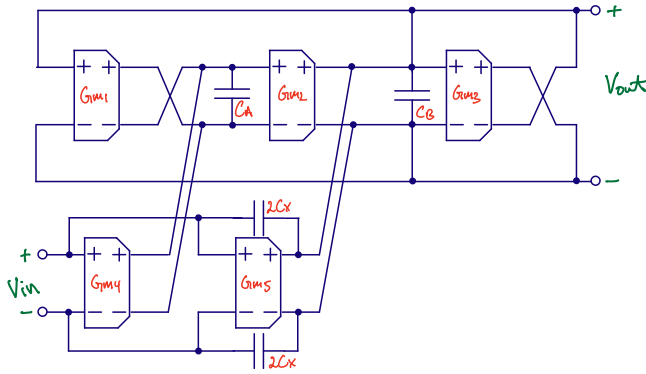 +
+ +
+ +
+ +
Gm1
CA
Gm2
CB
Gm3
Vout
− −
− −
− −
−
2Cx
+
+ +
+ +
Vin
Gm4
Gm5
−
− −
− −
2Cx